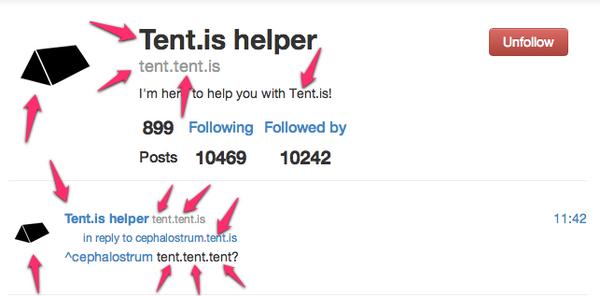 Tent.is helper
Unfollow
tent.tent.is
I'm here to help you with Tent.is!
899 Following Followed by
Posts 10469 10242
Tent.is helper tent.tent.is 11:42
in reply to cephalostrum.tent.is
^cephalostrum tent.tent.tent?